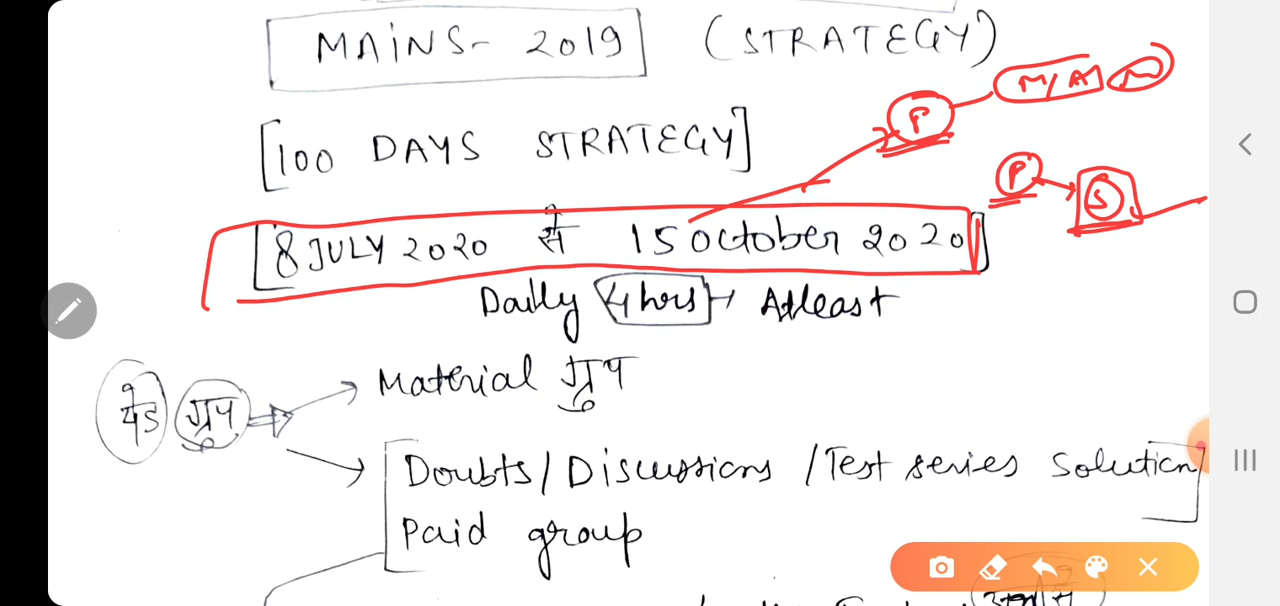 MAINS- 2019 (STRATEGY)
[100 DAYS STRATEGY]
P M/A N
P S
[8 JULY 2020 से 15 October 2020]
Daily 4 hors Atleast
पेड ग्रुप
Material ग्रुप
Doubts/Discussions/Test series Solution
Paid group